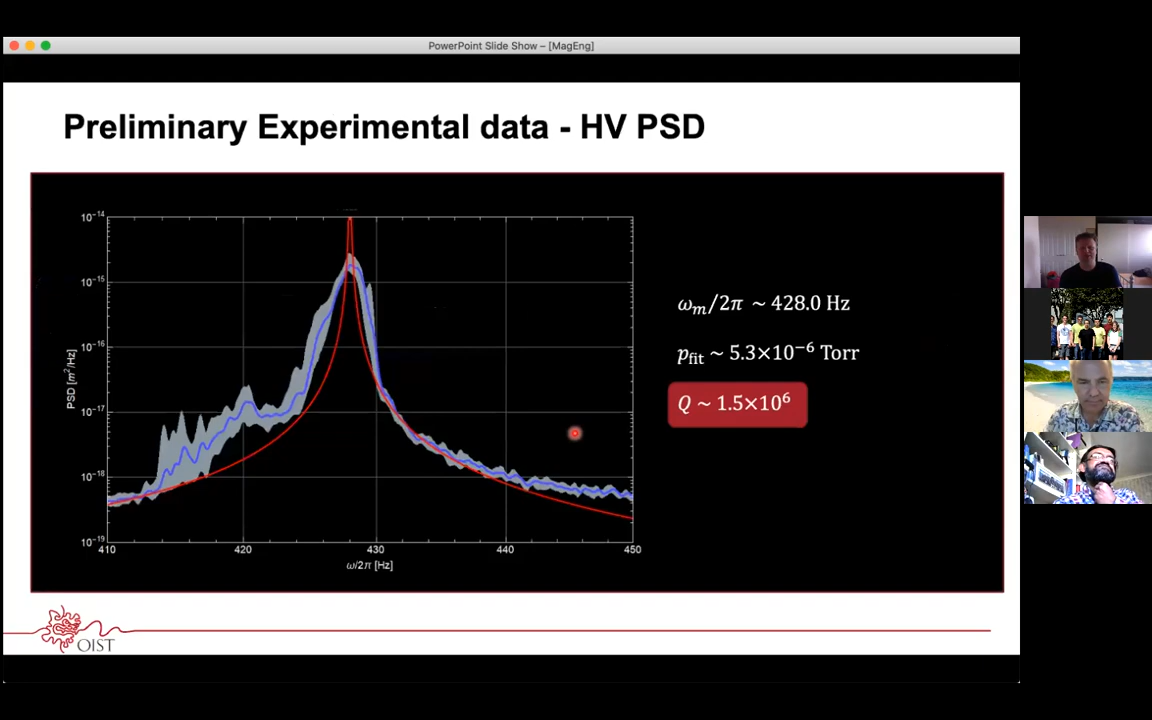 PowerPoint Slide Show – [MagEng]
Preliminary Experimental data - HV PSD
10⁻¹⁴
10⁻¹⁵
10⁻¹⁶
10⁻¹⁷
10⁻¹⁸
10⁻¹⁹
PSD [m²/Hz]
410 420 430 440 450
ω/2π [Hz]
ωₘ/2π ~ 428.0 Hz
p_fit ~ 5.3×10⁻⁶ Torr
Q ~ 1.5×10⁶
OIST